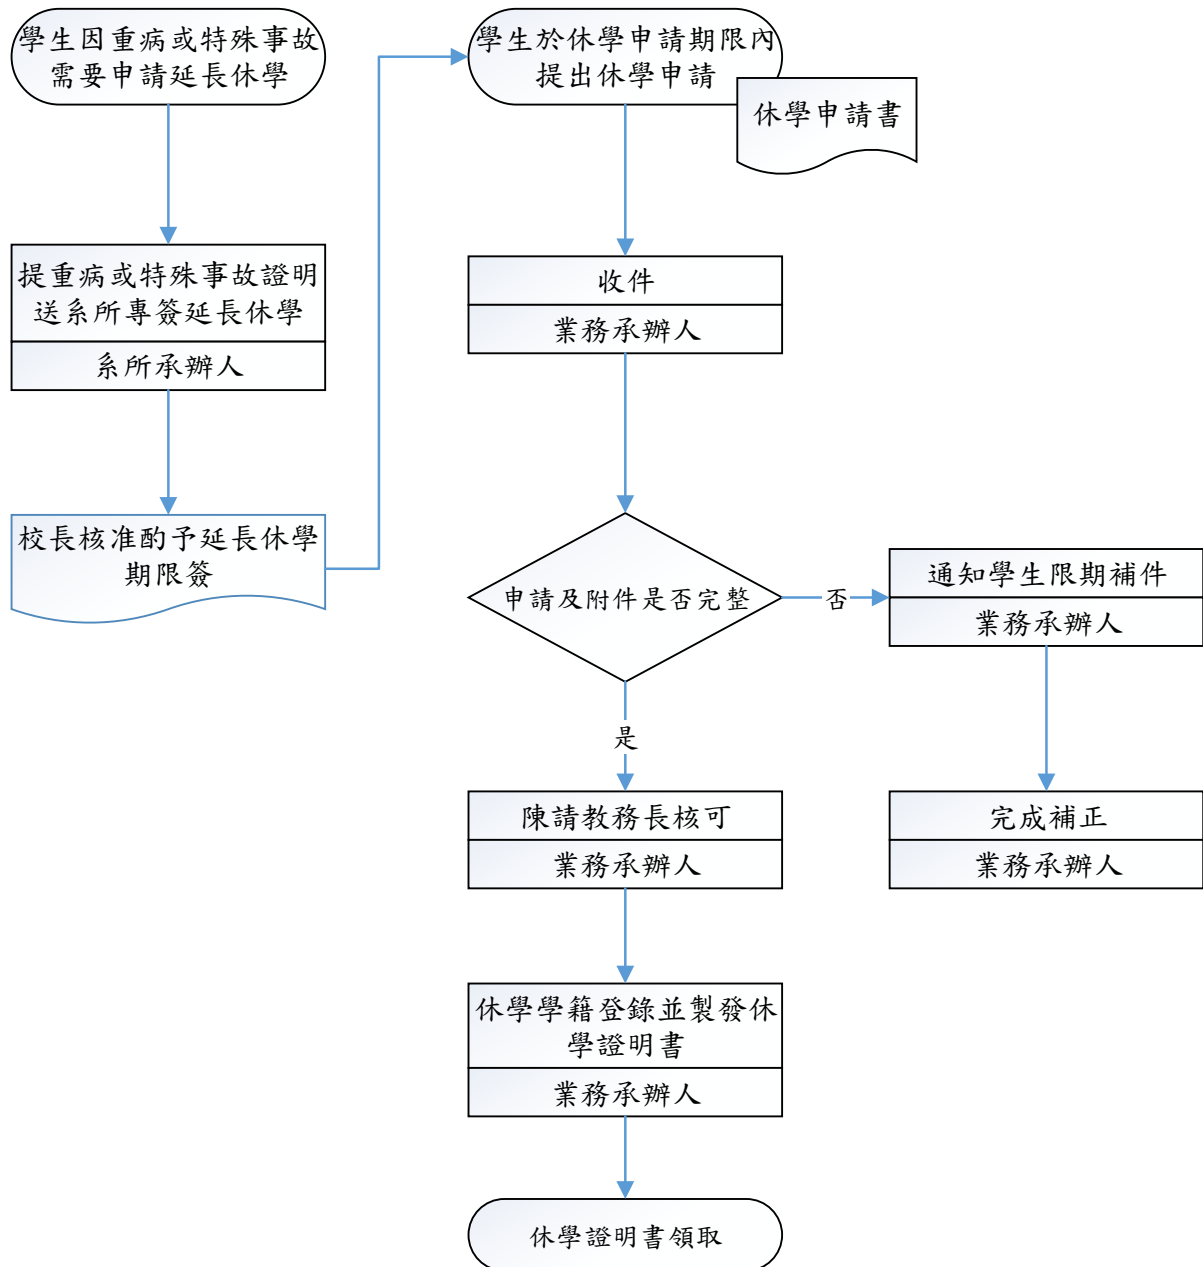 學生因重病或特殊事故
需要申請延長休學
提重病或特殊事故證明
送系所專簽延長休學
系所承辦人
校長核准酌予延長休學
期限簽
學生於休學申請期限內
提出休學申請
休學申請書
收件
業務承辦人
申請及附件是否完整
否
通知學生限期補件
業務承辦人
完成補正
業務承辦人
是
陳請教務長核可
業務承辦人
休學學籍登錄並製發休
學證明書
業務承辦人
休學證明書領取